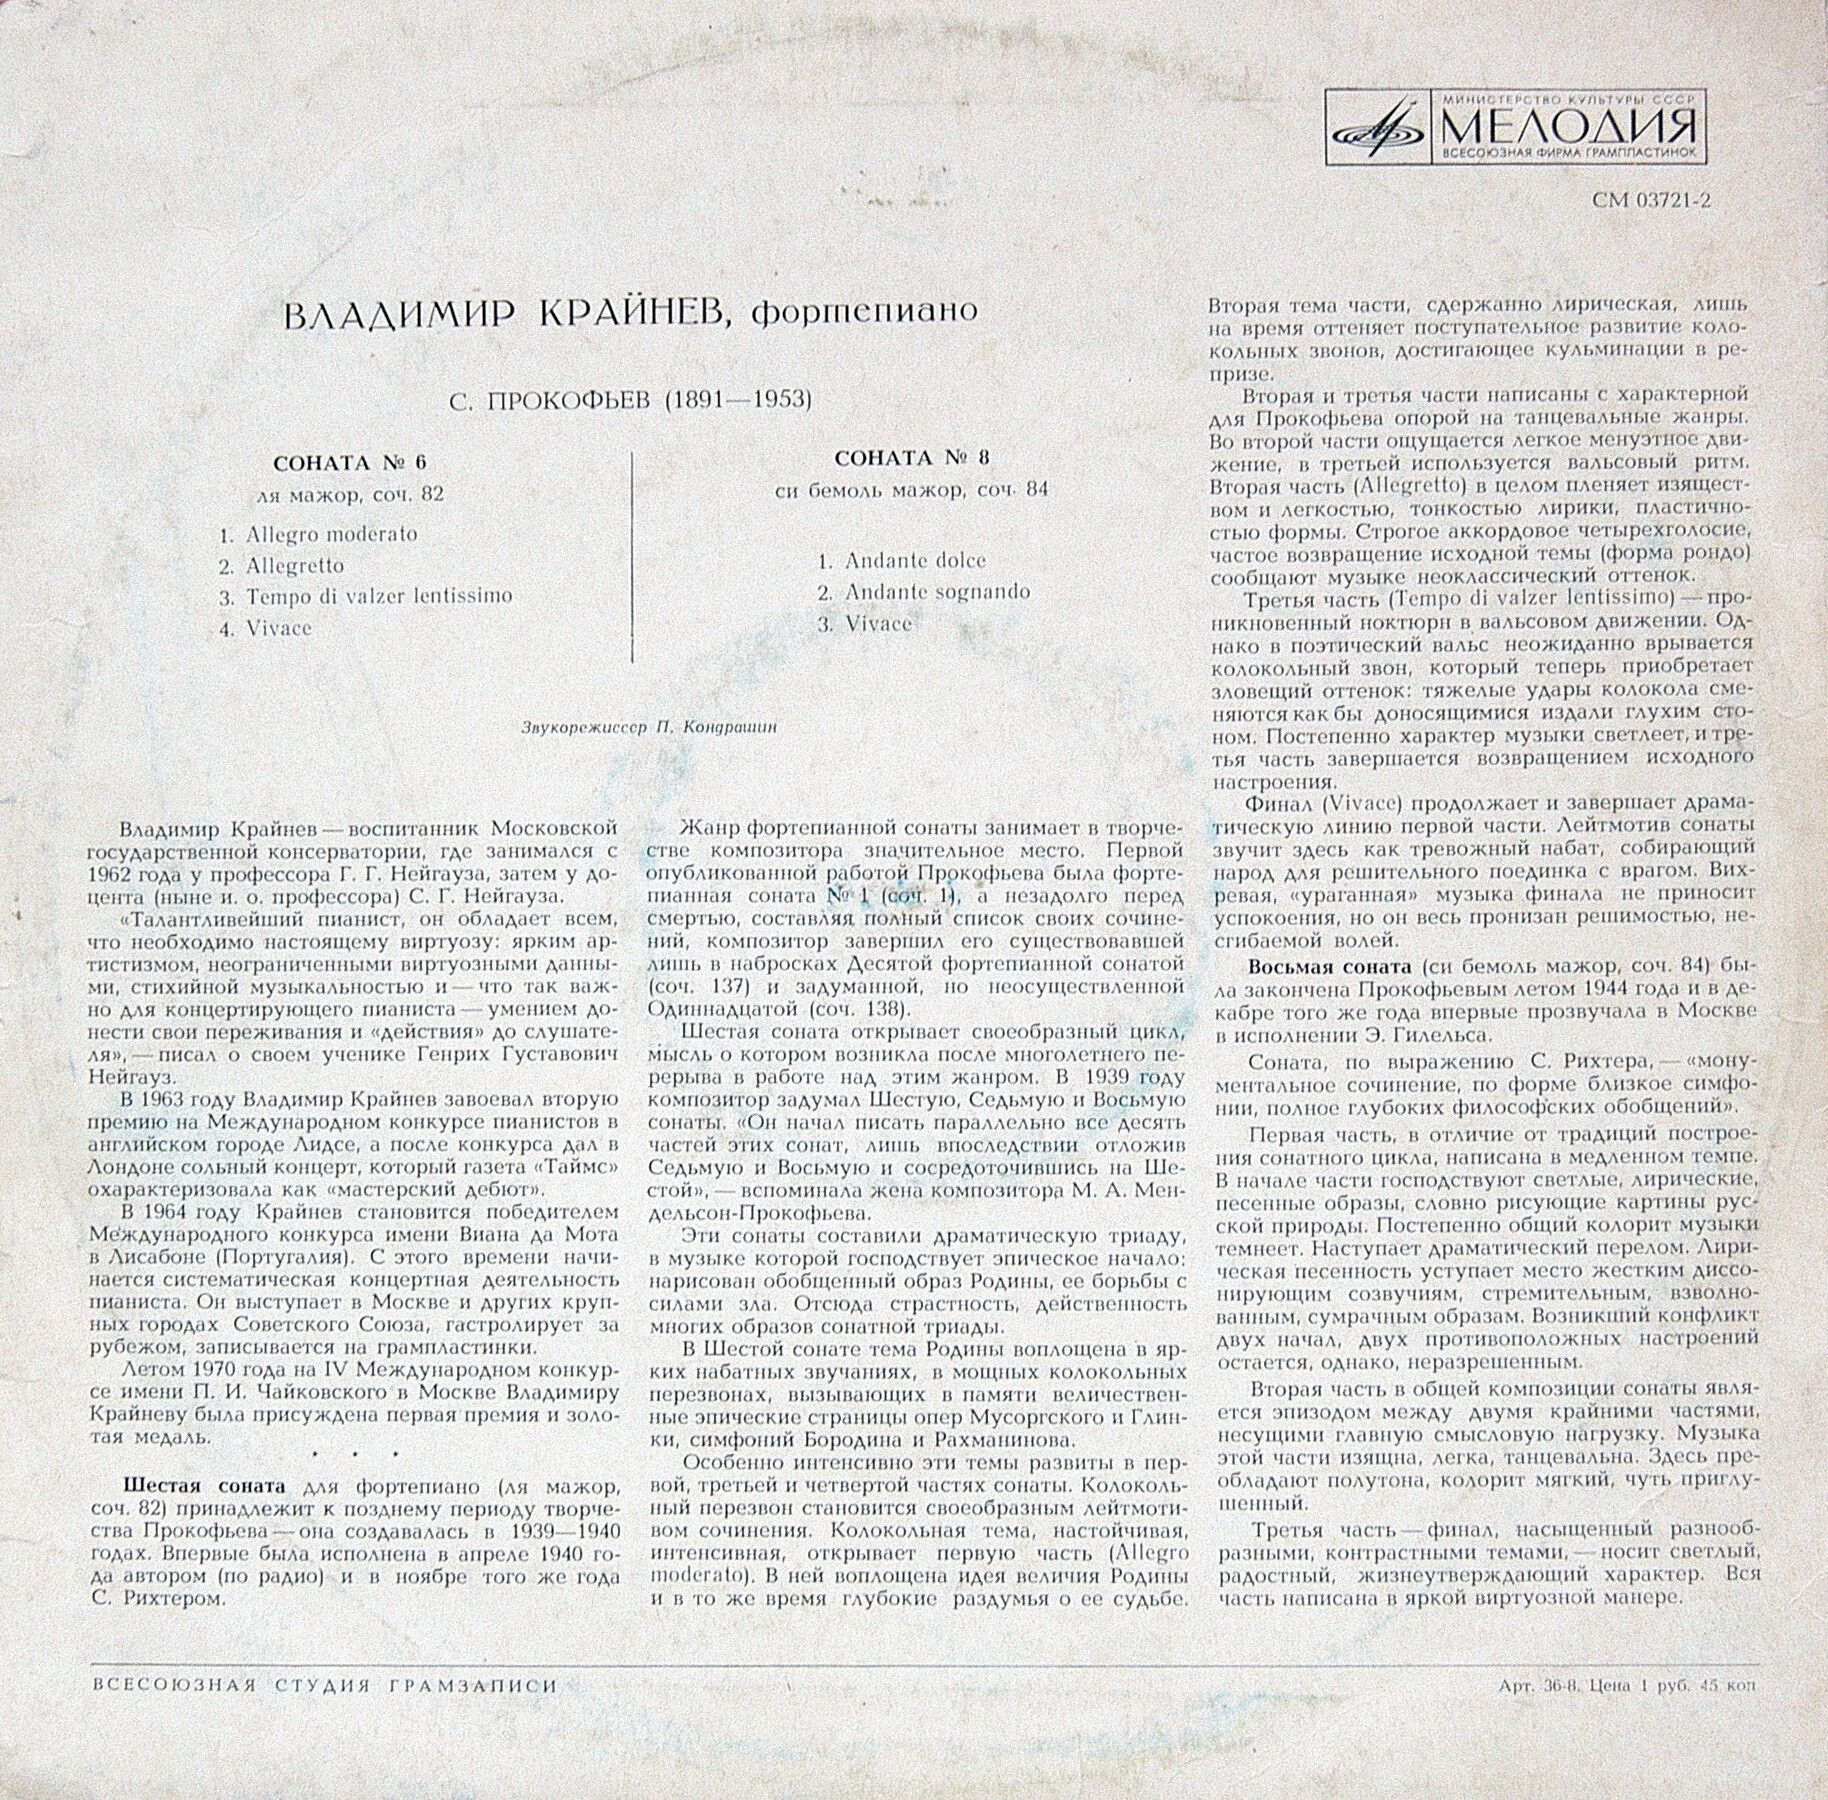 МИНИСТЕРСТВО КУЛЬТУРЫ СССР
МЕЛОДИЯ
ВСЕСОЮЗНАЯ ФИРМА ГРАМПЛАСТИНОК
СМ 03721-2
ВЛАДИМИР КРАЙНЕВ, фортепиано
С. ПРОКОФЬЕВ (1891—1953)
СОНАТА № 6
ля мажор, соч. 82
1. Allegro moderato
2. Allegretto
3. Tempo di valzer lentissimo
4. Vivace
СОНАТА № 8
си бемоль мажор, соч. 84
1. Andante dolce
2. Andante sognando
3. Vivace
Звукорежиссер П. Кондрашин
Владимир Крайнев — воспитанник Московской
государственной консерватории, где занимался с
1962 года у профессора Г. Г. Нейгауза, затем у до-
цента (ныне и. о. профессора) С. Г. Нейгауза.
«Талантливейший пианист, он обладает всем,
что необходимо настоящему виртуозу: ярким ар-
тистизмом, неограниченными виртуозными данны-
ми, стихийной музыкальностью и — что так важ-
но для концертирующего пианиста — умением до-
нести свои переживания и «действия» до слушате-
ля», — писал о своем ученике Генрих Густавович
Нейгауз.
В 1963 году Владимир Крайнев завоевал вторую
премию на Международном конкурсе пианистов в
английском городе Лидсе, а после конкурса дал в
Лондоне сольный концерт, который газета «Таймс»
охарактеризовала как «мастерский дебют».
В 1964 году Крайнев становится победителем
Международного конкурса имени Виана да Мота
в Лисабоне (Португалия). С этого времени начи-
нается систематическая концертная деятельность
пианиста. Он выступает в Москве и других круп-
ных городах Советского Союза, гастролирует за
рубежом, записывается на грампластинки.
Летом 1970 года на IV Международном конкур-
се имени П. И. Чайковского в Москве Владимиру
Крайневу была присуждена первая премия и золо-
тая медаль.
. . .
Шестая соната для фортепиано (ля мажор,
соч. 82) принадлежит к позднему периоду творче-
ства Прокофьева — она создавалась в 1939—1940
годах. Впервые была исполнена в апреле 1940 го-
да автором (по радио) и в ноябре того же года
С. Рихтером.
Жанр фортепианной сонаты занимает в творче-
стве композитора значительное место. Первой
опубликованной работой Прокофьева была форте-
пианная соната № 1 (соч. 1), а незадолго перед
смертью, составляя полный список своих сочине-
ний, композитор завершил его существовавшей
лишь в набросках Десятой фортепианной сонатой
(соч. 137) и задуманной, но неосуществленной
Одиннадцатой (соч. 138).
Шестая соната открывает своеобразный цикл,
мысль о котором возникла после многолетнего пе-
рерыва в работе над этим жанром. В 1939 году
композитор задумал Шестую, Седьмую и Восьмую
сонаты. «Он начал писать параллельно все десять
частей этих сонат, лишь впоследствии отложив
Седьмую и Восьмую и сосредоточившись на Ше-
стой», — вспоминала жена композитора М. А. Мен-
дельсон-Прокофьева.
Эти сонаты составили драматическую триаду,
в музыке которой господствует эпическое начало:
нарисован обобщенный образ Родины, ее борьбы с
силами зла. Отсюда страстность, действенность
многих образов сонатной триады.
В Шестой сонате тема Родины воплощена в яр-
ких набатных звучаниях, в мощных колокольных
перезвонах, вызывающих в памяти величествен-
ные эпические страницы опер Мусоргского и Глин-
ки, симфоний Бородина и Рахманинова.
Особенно интенсивно эти темы развиты в пер-
вой, третьей и четвертой частях сонаты. Колоколь-
ный перезвон становится своеобразным лейтмоти-
вом сочинения. Колокольная тема, настойчивая,
интенсивная, открывает первую часть (Allegro
moderato). В ней воплощена идея величия Родины
и в то же время глубокие раздумья о ее судьбе.
Вторая тема части, сдержанно лирическая, лишь
на время оттеняет поступательное развитие коло-
кольных звонов, достигающее кульминации в ре-
призе.
Вторая и третья части написаны с характерной
для Прокофьева опорой на танцевальные жанры.
Во второй части ощущается легкое менуэтное дви-
жение, в третьей используется вальсовый ритм.
Вторая часть (Allegretto) в целом пленяет изящест-
вом и легкостью, тонкостью лирики, пластично-
стью формы. Строгое аккордовое четырехголосие,
частое возвращение исходной темы (форма рондо)
сообщают музыке неоклассический оттенок.
Третья часть (Tempo di valzer lentissimo) — про-
никновенный ноктюрн в вальсовом движении. Од-
нако в поэтический вальс неожиданно врывается
колокольный звон, который теперь приобретает
зловещий оттенок: тяжелые удары колокола сме-
няются как бы доносящимися издали глухим сто-
ном. Постепенно характер музыки светлеет, и тре-
тья часть завершается возвращением исходного
настроения.
Финал (Vivace) продолжает и завершает драма-
тическую линию первой части. Лейтмотив сонаты
звучит здесь как тревожный набат, собирающий
народ для решительного поединка с врагом. Вих-
ревая, «ураганная» музыка финала не приносит
успокоения, но он весь пронизан решимостью, не-
сгибаемой волей.
Восьмая соната (си бемоль мажор, соч. 84) бы-
ла закончена Прокофьевым летом 1944 года и в де-
кабре того же года впервые прозвучала в Москве
в исполнении Э. Гилельса.
Соната, по выражению С. Рихтера, — «мону-
ментальное сочинение, по форме близкое симфо-
нии, полное глубоких философских обобщений».
Первая часть, в отличие от традиций построе-
ния сонатного цикла, написана в медленном темпе.
В начале части господствуют светлые, лирические,
песенные образы, словно рисующие картины рус-
ской природы. Постепенно общий колорит музыки
темнеет. Наступает драматический перелом. Лири-
ческая песенность уступает место жестким диссо-
нирующим созвучиям, стремительным, взволно-
ванным, сумрачным образам. Возникший конфликт
двух начал, двух противоположных настроений
остается, однако, неразрешенным.
Вторая часть в общей композиции сонаты явля-
ется эпизодом между двумя крайними частями,
несущими главную смысловую нагрузку. Музыка
этой части изящна, легка, танцевальна. Здесь пре-
обладают полутона, колорит мягкий, чуть приглу-
шенный.
Третья часть — финал, насыщенный разнооб-
разными, контрастными темами, — носит светлый,
радостный, жизнеутверждающий характер. Вся
часть написана в яркой виртуозной манере.
ВСЕСОЮЗНАЯ СТУДИЯ ГРАМЗАПИСИ
Арт. 36-8. Цена 1 руб. 45 коп